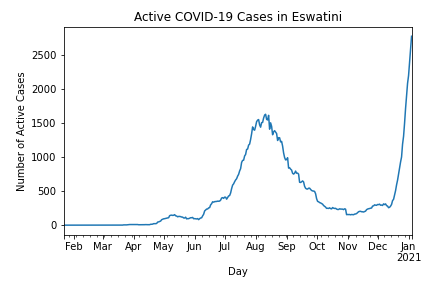 Active COVID-19 Cases in Eswatini
Number of Active Cases
2500
2000
1500
1000
500
0
Feb Mar Apr May Jun Jul Aug Sep Oct Nov Dec Jan
2021
Day